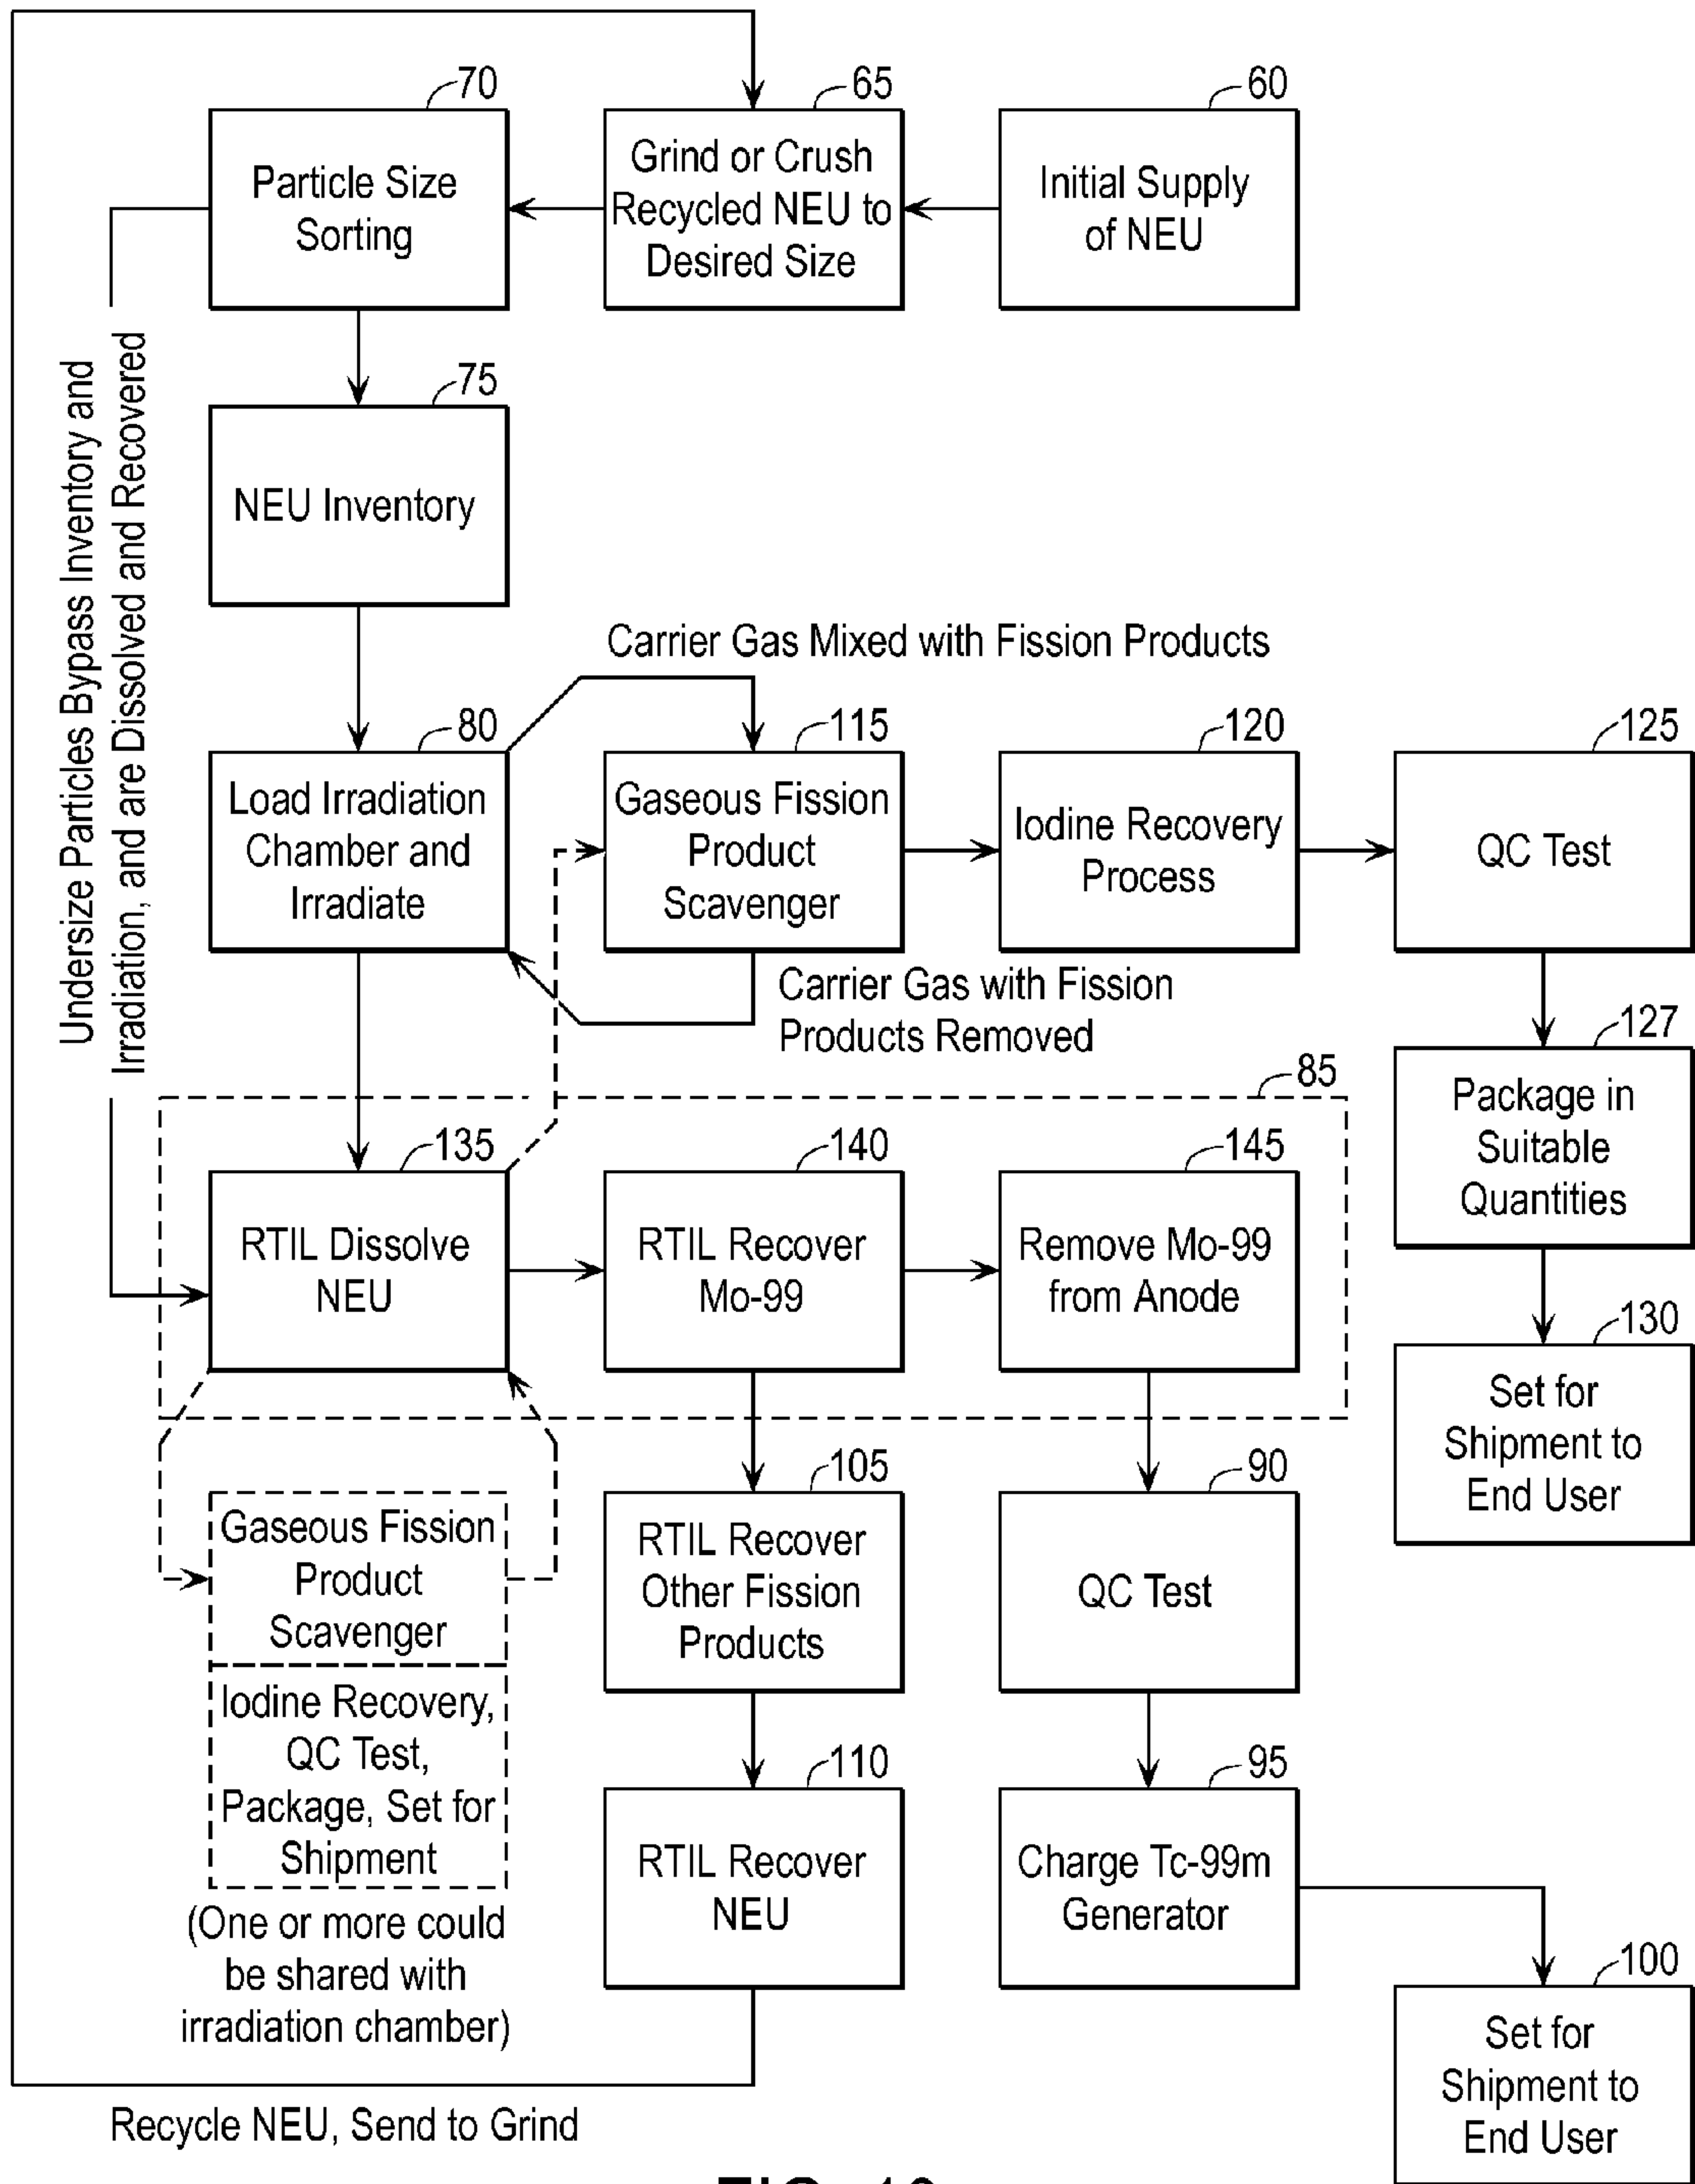 70
65
60
Particle Size
Sorting
Grind or Crush
Recycled NEU to
Desired Size
Initial Supply
of NEU
Undersize Particles Bypass Inventory and
Irradiation, and are Dissolved and Recovered
75
NEU Inventory
Carrier Gas Mixed with Fission Products
80
115
120
125
Load Irradiation
Chamber and
Irradiate
Gaseous Fission
Product
Scavenger
Iodine Recovery
Process
QC Test
Carrier Gas with Fission
Products Removed
127
Package in
Suitable
Quantities
85
135
140
145
RTIL Dissolve
NEU
RTIL Recover
Mo-99
Remove Mo-99
from Anode
130
Set for
Shipment to
End User
105
90
Gaseous Fission
Product
Scavenger
RTIL Recover
Other Fission
Products
QC Test
Iodine Recovery,
QC Test,
Package, Set for
Shipment
(One or more could
be shared with
irradiation chamber)
110
95
RTIL Recover
NEU
Charge Tc-99m
Generator
100
Set for
Shipment to
End User
Recycle NEU, Send to Grind